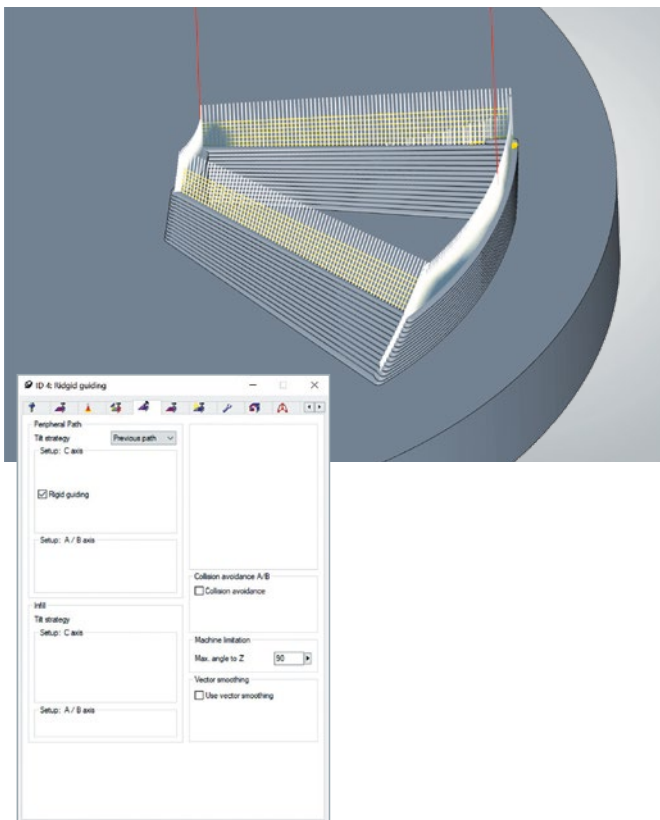 ID 4: Ridgid guiding
Peripheral Path
Tilt strategy
Previous path
Setup: C axis
Rigid guiding
Setup: A / B axis
Collision avoidance A/B
Collision avoidance
Infill
Tilt strategy
Setup: C axis
Machine limitation
Max. angle to Z
90
Vector smoothing
Use vector smoothing
Setup: A / B axis